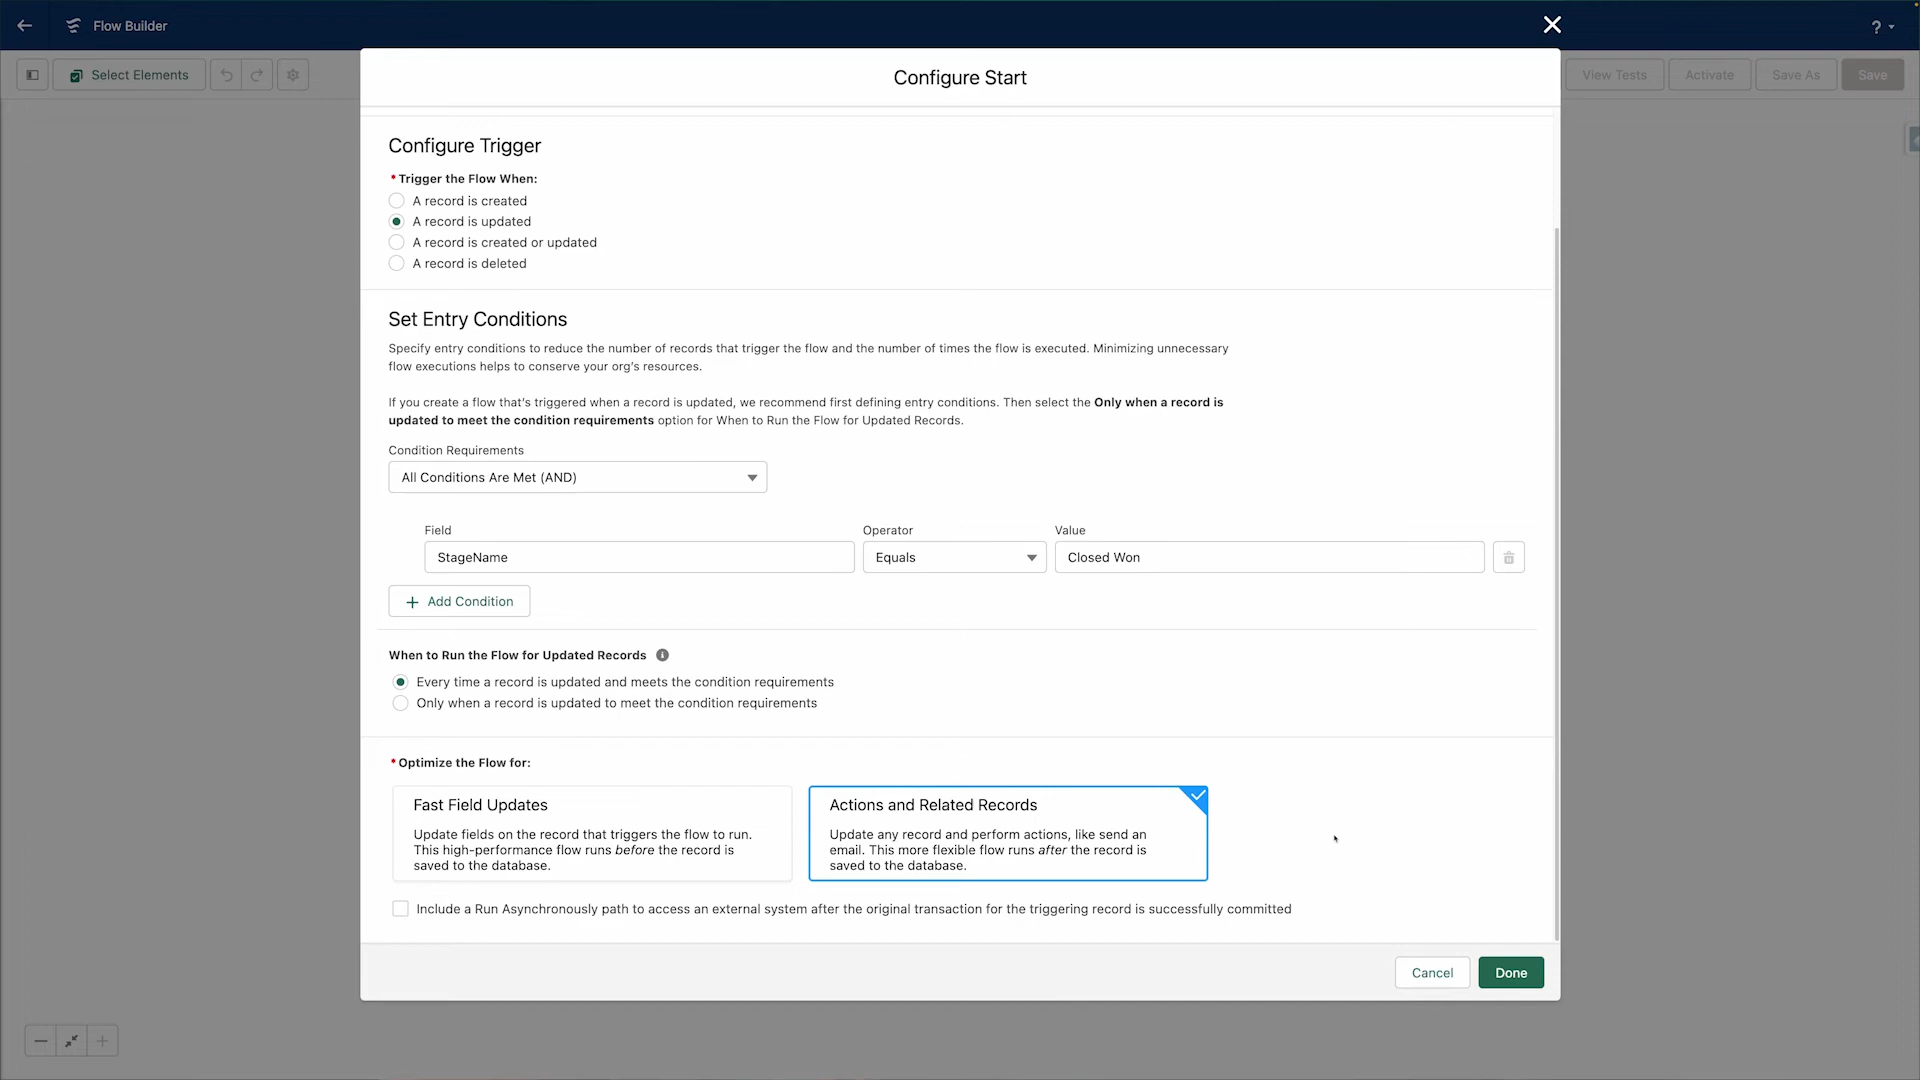 Flow Builder
?
Select Elements
View Tests
Activate
Save As
Save
Configure Start
Configure Trigger
* Trigger the Flow When:
A record is created
A record is updated
A record is created or updated
A record is deleted
Set Entry Conditions
Specify entry conditions to reduce the number of records that trigger the flow and the number of times the flow is executed. Minimizing unnecessary
flow executions helps to conserve your org's resources.
If you create a flow that's triggered when a record is updated, we recommend first defining entry conditions. Then select the Only when a record is
updated to meet the condition requirements option for When to Run the Flow for Updated Records.
Condition Requirements
All Conditions Are Met (AND)
Field
Operator
Value
StageName
Equals
Closed Won
+ Add Condition
When to Run the Flow for Updated Records
Every time a record is updated and meets the condition requirements
Only when a record is updated to meet the condition requirements
* Optimize the Flow for:
Fast Field Updates
Update fields on the record that triggers the flow to run.
This high-performance flow runs before the record is
saved to the database.
Actions and Related Records
Update any record and perform actions, like send an
email. This more flexible flow runs after the record is
saved to the database.
Include a Run Asynchronously path to access an external system after the original transaction for the triggering record is successfully committed
Cancel
Done